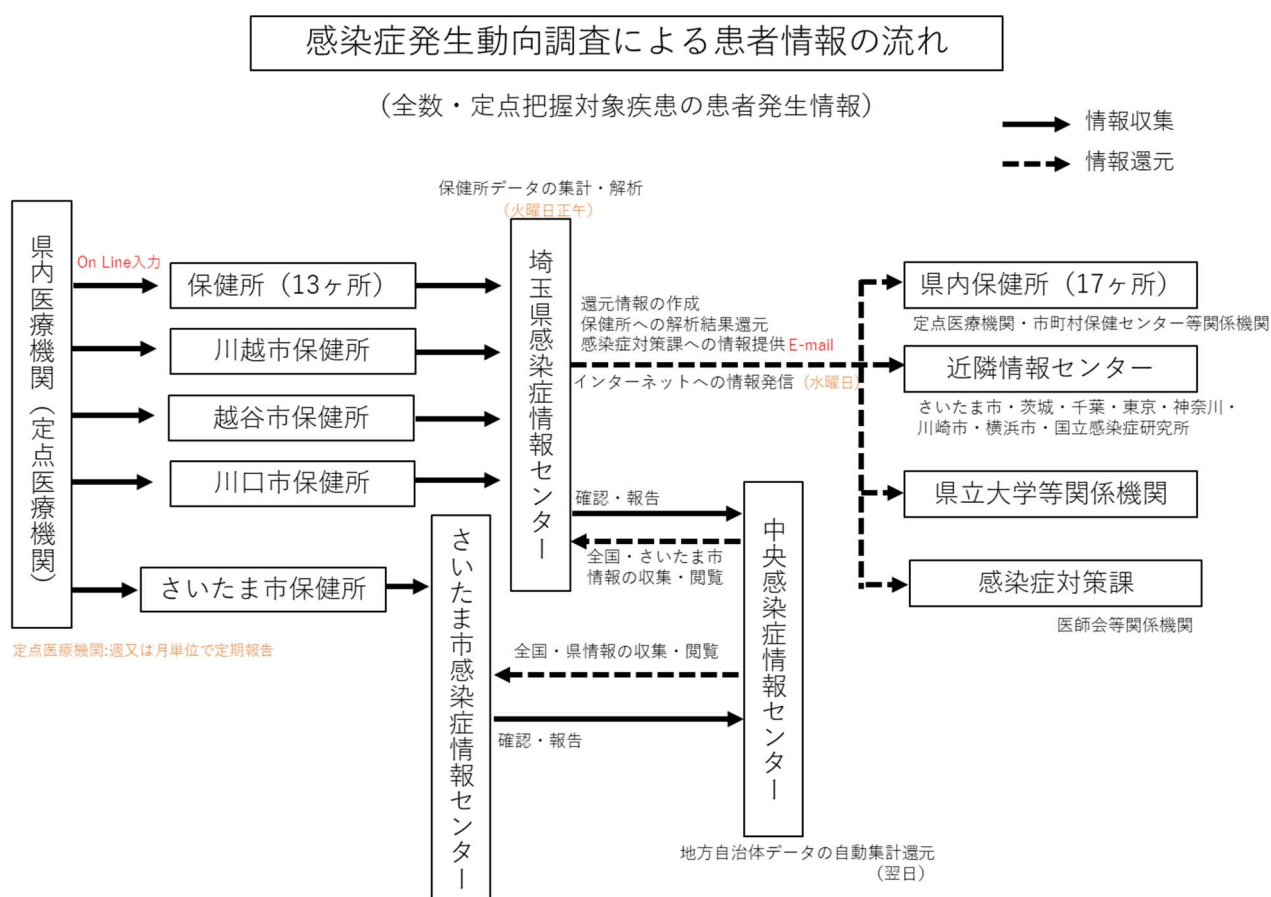 感染症発生動向調査による患者情報の流れ
（全数・定点把握対象疾患の患者発生情報）
情報収集
情報還元
県内医療機関（定点医療機関）
On Line入力
定点医療機関:週又は月単位で定期報告
保健所（13ヶ所）
川越市保健所
越谷市保健所
川口市保健所
さいたま市保健所
保健所データの集計・解析
（火曜日正午）
埼玉県感染症情報センター
さいたま市感染症情報センター
還元情報の作成
保健所への解析結果還元
感染症対策課への情報提供 E-mail
インターネットへの情報発信（水曜日）
確認・報告
全国・さいたま市
情報の収集・閲覧
全国・県情報の収集・閲覧
確認・報告
中央感染症情報センター
地方自治体データの自動集計還元
（翌日）
県内保健所（17ヶ所）
定点医療機関・市町村保健センター等関係機関
近隣情報センター
さいたま市・茨城・千葉・東京・神奈川・
川崎市・横浜市・国立感染症研究所
県立大学等関係機関
感染症対策課
医師会等関係機関